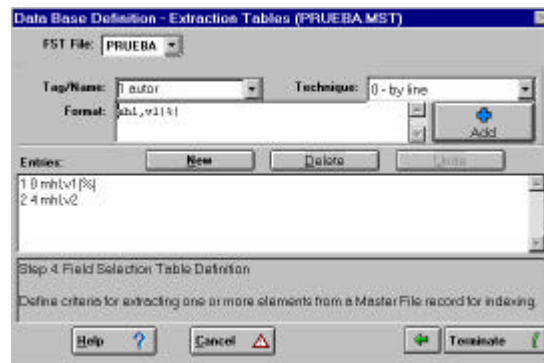 Data Base Definition - Extraction Tables (PRUEBA.MST)
FST File: PRUEBA
Tag/Name: 1 autor Technique: 0 - by line
Format: mhl,v1|%|
Add
Entries: New Delete Undo
1 0 mhl,v1|%|
2 4 mhl,v2
Step 4: Field Selection Table Definition
Define criteria for extracting one or more elements from a Master File record for indexing.
Help Cancel Terminate